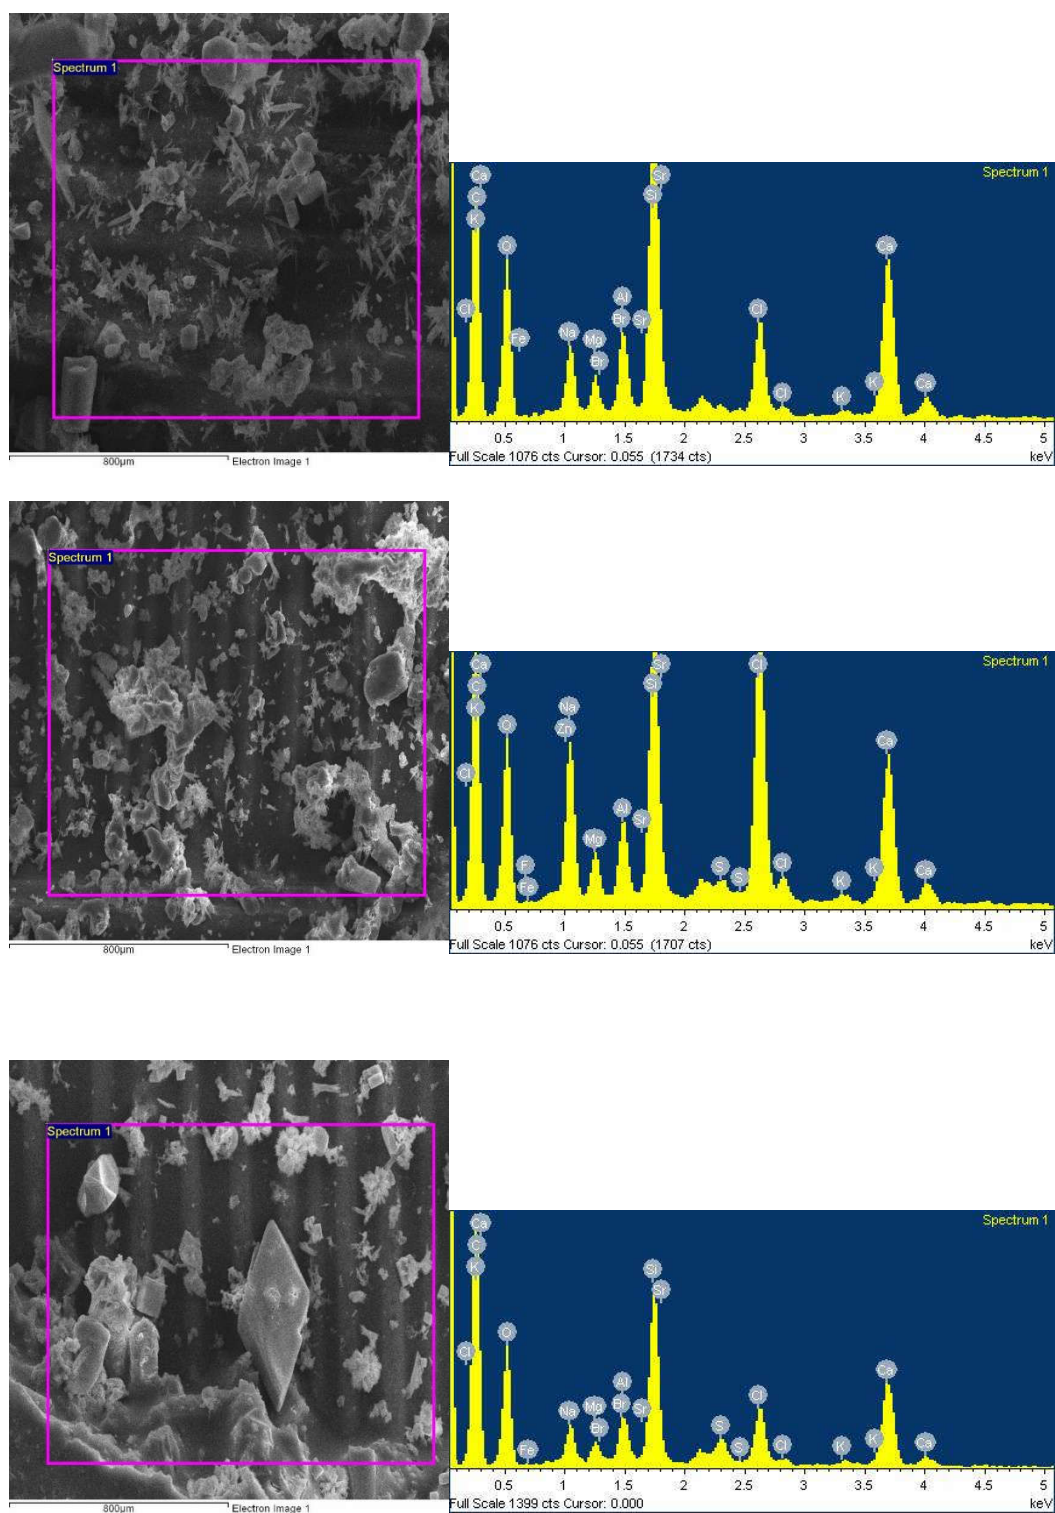 Spectrum 1
800µm Electron Image 1
Spectrum 1
Ca Sr
C Si
K
O Al Cl Ca
Cl Fe Na Mg Br Sr
Br Cl K K Ca
0.5 1 1.5 2 2.5 3 3.5 4 4.5 5
Full Scale 1076 cts Cursor: 0.055 (1734 cts) keV
Spectrum 1
800µm Electron Image 1
Spectrum 1
Ca Sr Cl
C Si
K Na
O Zn Ca
Cl Al Sr
F Mg S Cl K Ca
Fe S K
0.5 1 1.5 2 2.5 3 3.5 4 4.5 5
Full Scale 1076 cts Cursor: 0.055 (1707 cts) keV
Spectrum 1
800µm Electron Image 1
Spectrum 1
Ca
C
K Si
Sr
O
Cl Al Cl Ca
Na Mg Br Sr
Br S K
Fe S Cl K Ca
0.5 1 1.5 2 2.5 3 3.5 4 4.5 5
Full Scale 1399 cts Cursor: 0.000 keV